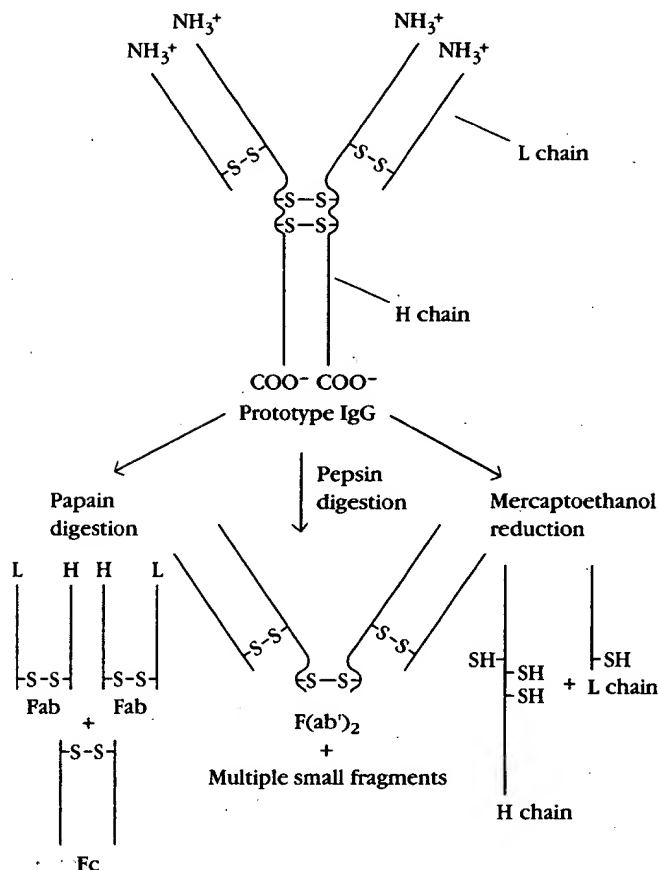 NH3+ NH3+
NH3+ NH3+
S-S S-S
L chain
S-S
S-S
H chain
COO- COO-
Prototype IgG
Papain
digestion
Pepsin
digestion
Mercaptoethanol
reduction
L H H L
S-S S-S
Fab Fab
+
S-S
Fc
S-S S-S
S-S
F(ab')2
+
Multiple small fragments
SH
SH
SH
H chain
+
SH
L chain